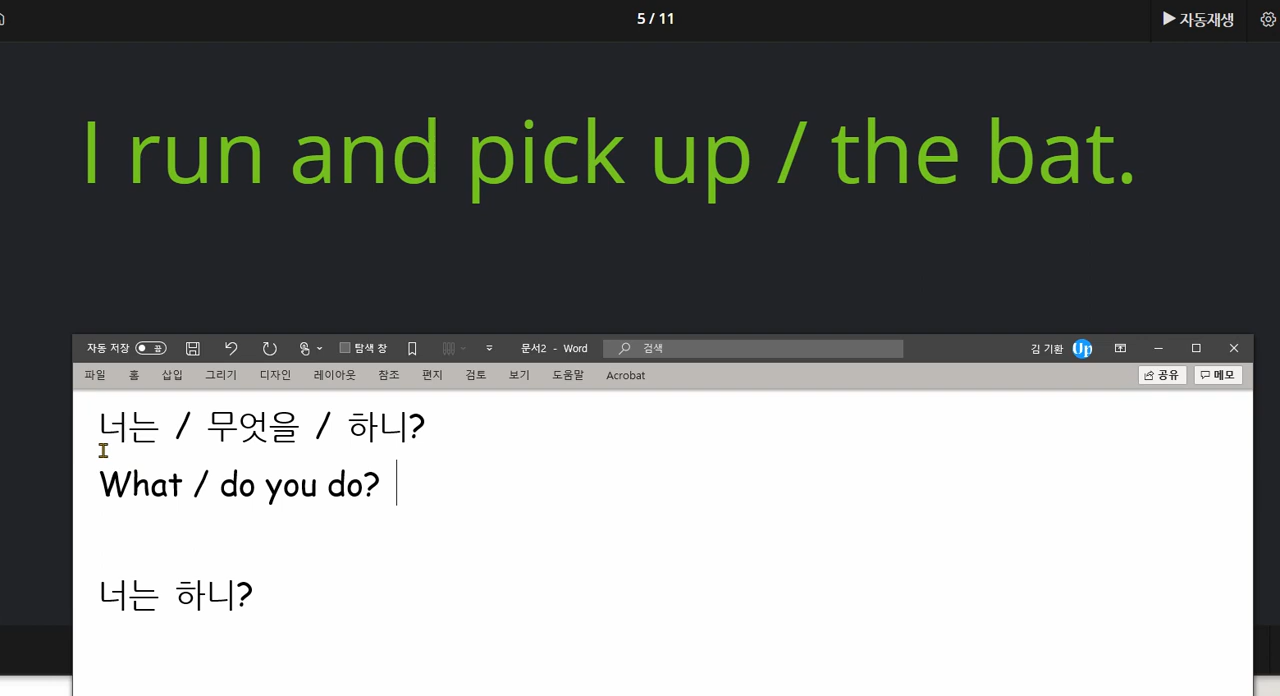 5 / 11
자동재생
I run and pick up / the bat.
자동 저장 끔 탐색 창 문서2 - Word 검색 김 기환 Up
파일 홈 삽입 그리기 디자인 레이아웃 참조 편지 검토 보기 도움말 Acrobat 공유 메모
너는 / 무엇을 / 하니?
What / do you do?
너는 하니?